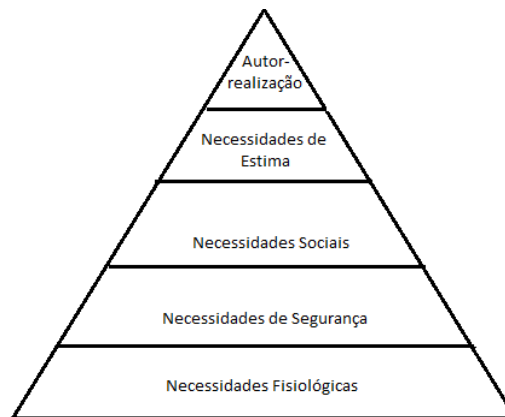 Autor-
realização
Necessidades de
Estima
Necessidades Sociais
Necessidades de Segurança
Necessidades Fisiológicas